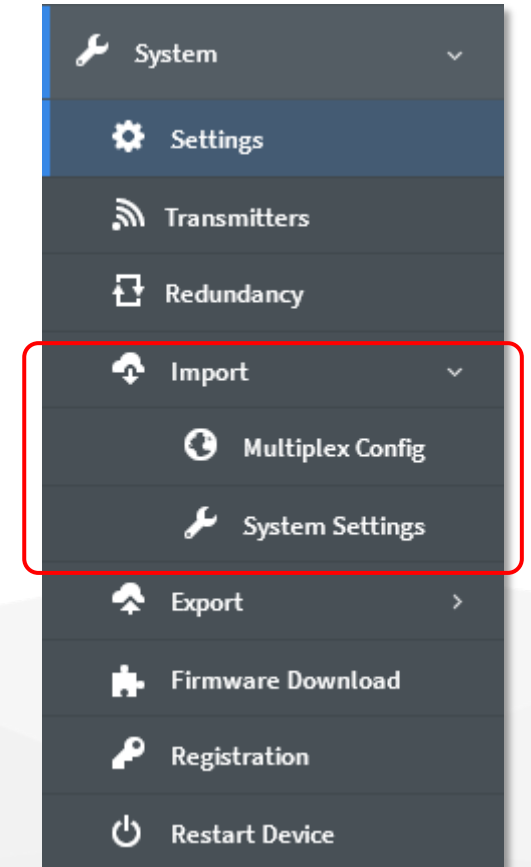 System
Settings
Transmitters
Redundancy
Import
Multiplex Config
System Settings
Export
Firmware Download
Registration
Restart Device